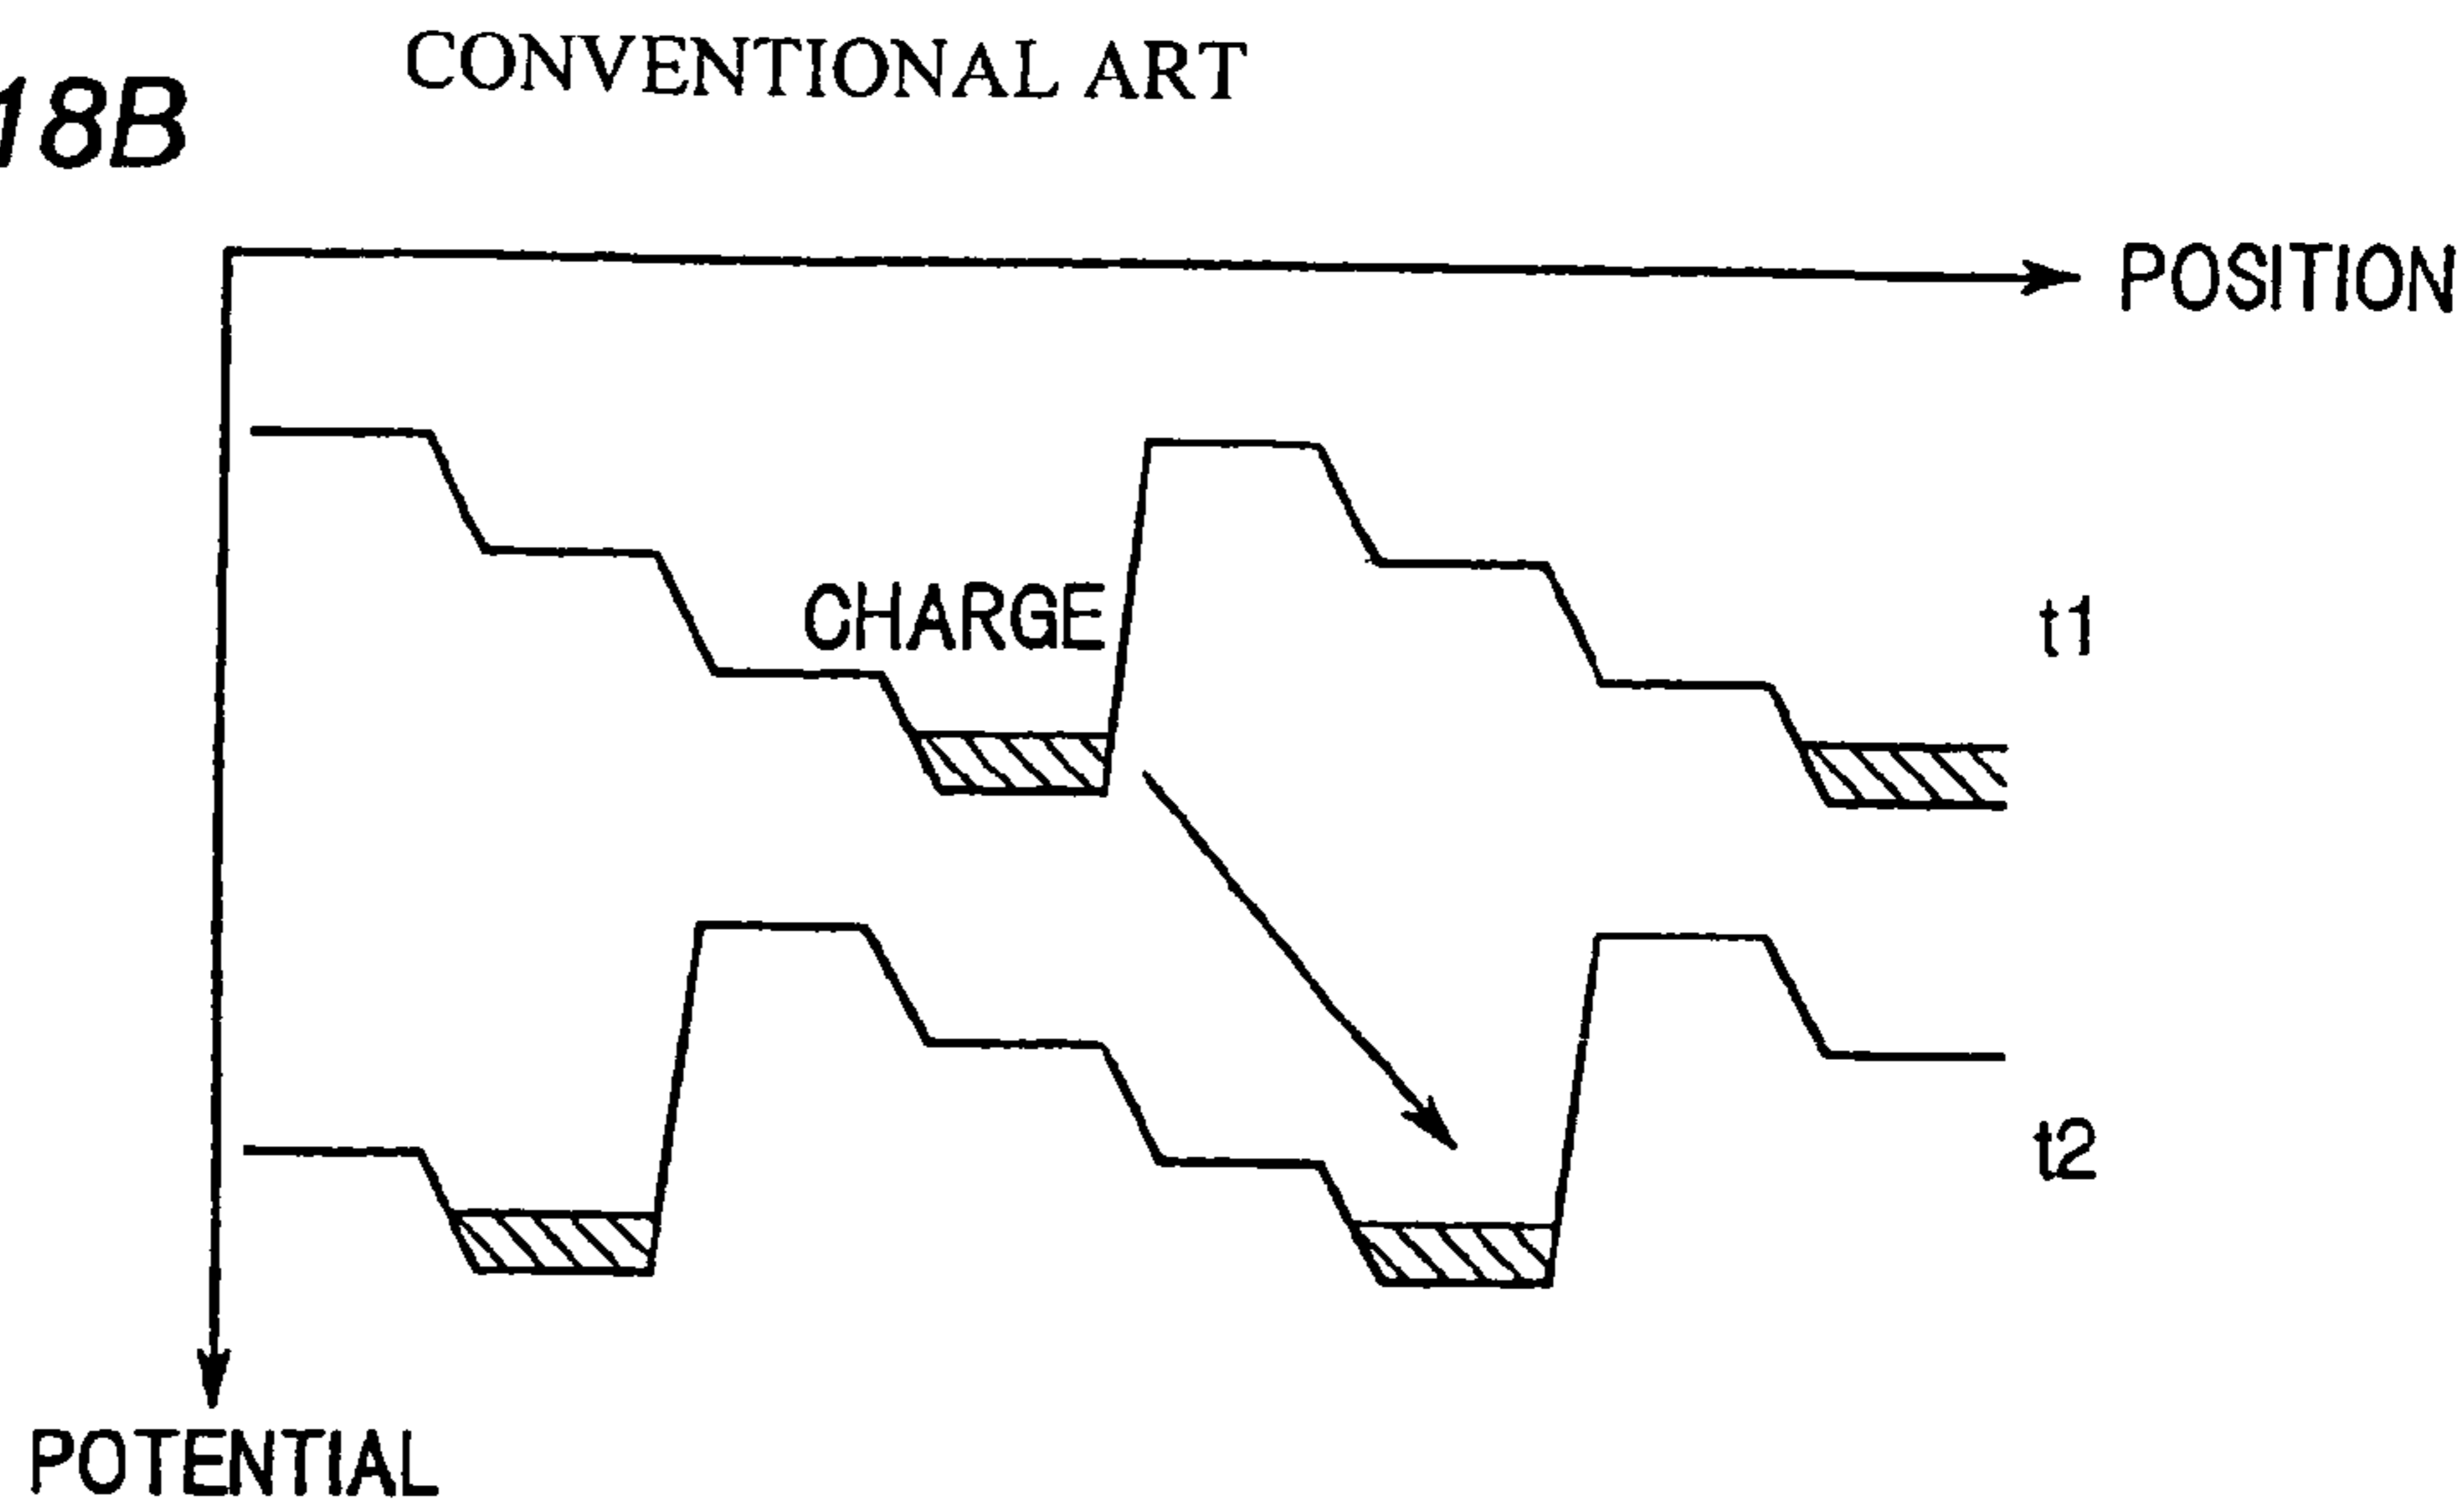 CONVENTIONAL ART
18B
POSITION
CHARGE
t1
t2
POTENTIAL